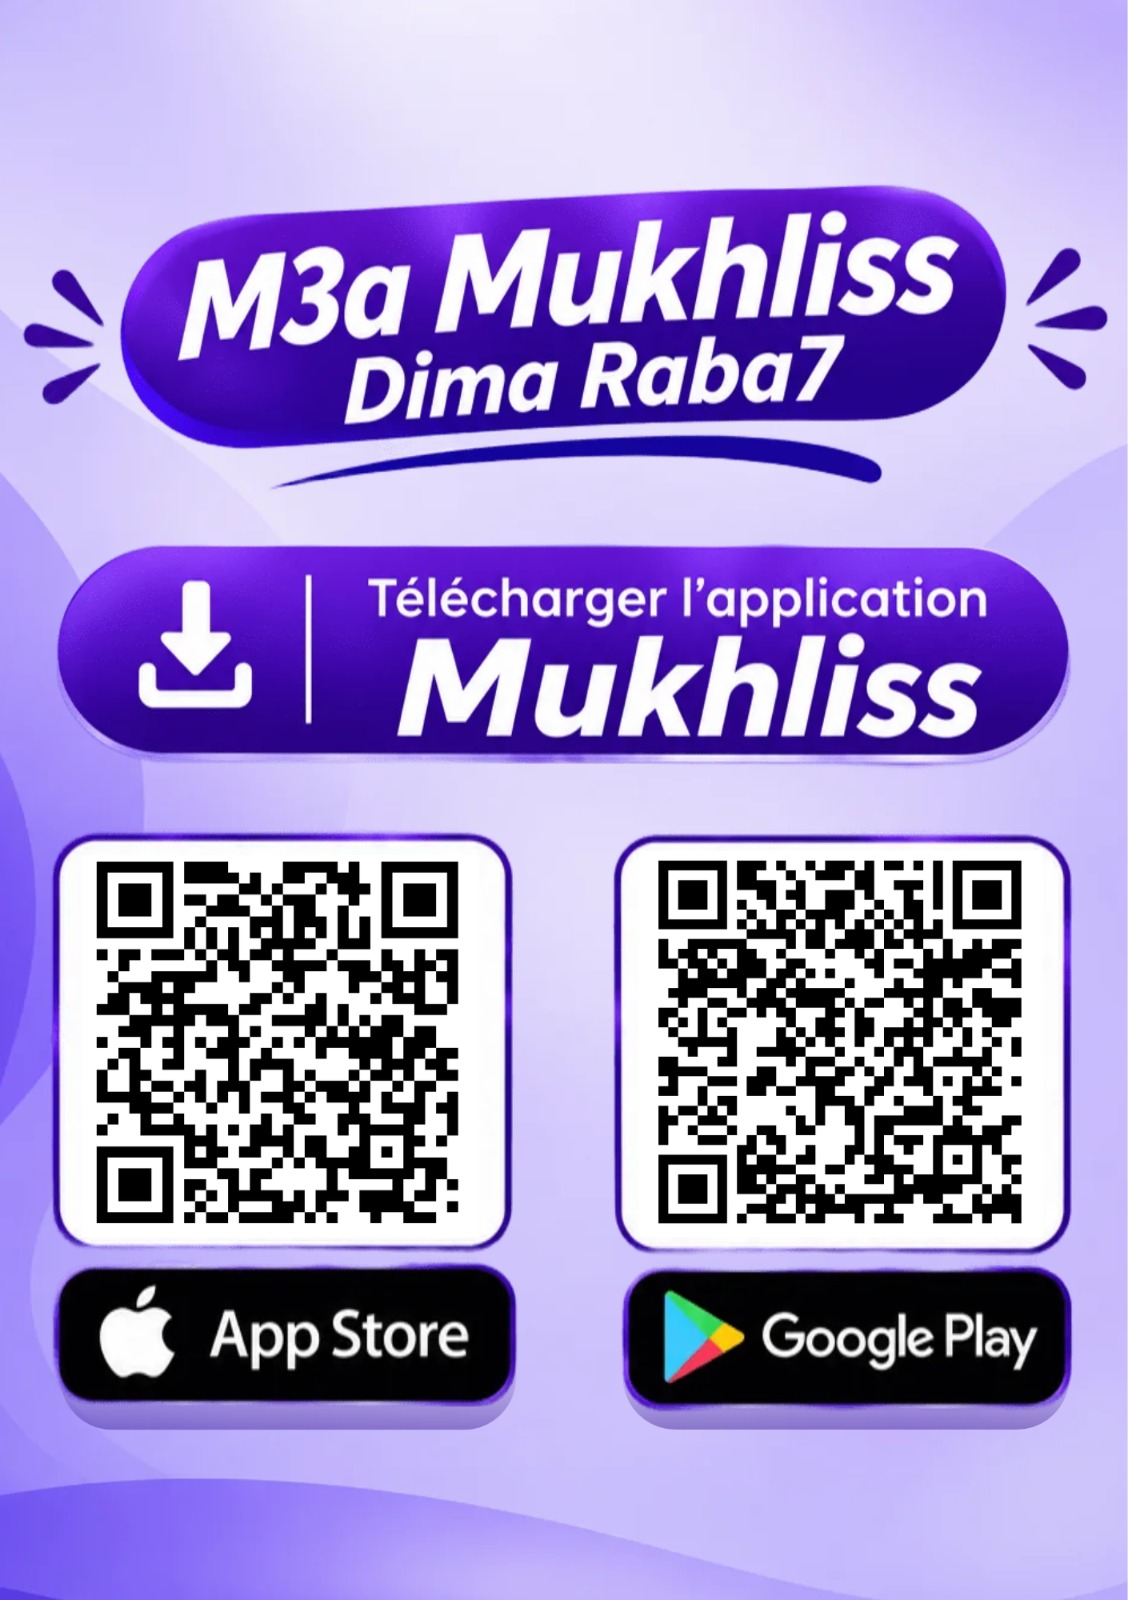 M3a Mukhliss
Dima Raba7
Télécharger l'application
Mukhliss
App Store
Google Play